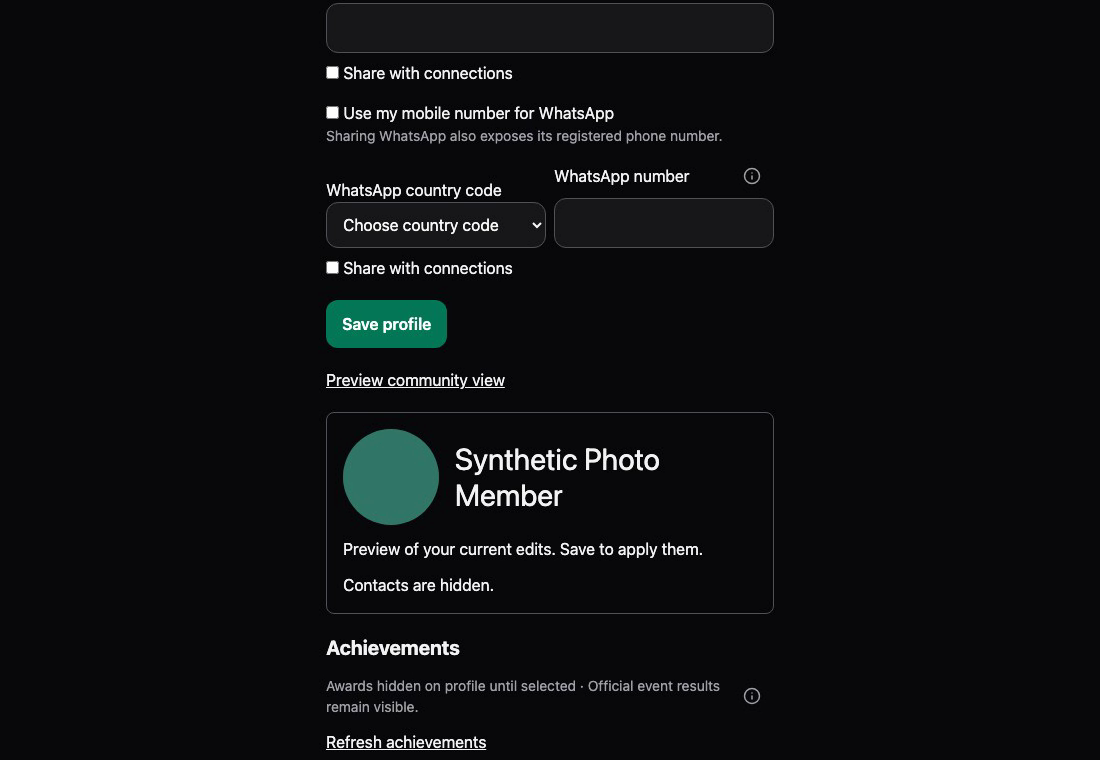 Share with connections
Use my mobile number for WhatsApp
Sharing WhatsApp also exposes its registered phone number.
WhatsApp country code
WhatsApp number
Choose country code
Share with connections
Save profile
Preview community view
Synthetic Photo
Member
Preview of your current edits. Save to apply them.
Contacts are hidden.
Achievements
Awards hidden on profile until selected · Official event results
remain visible.
Refresh achievements